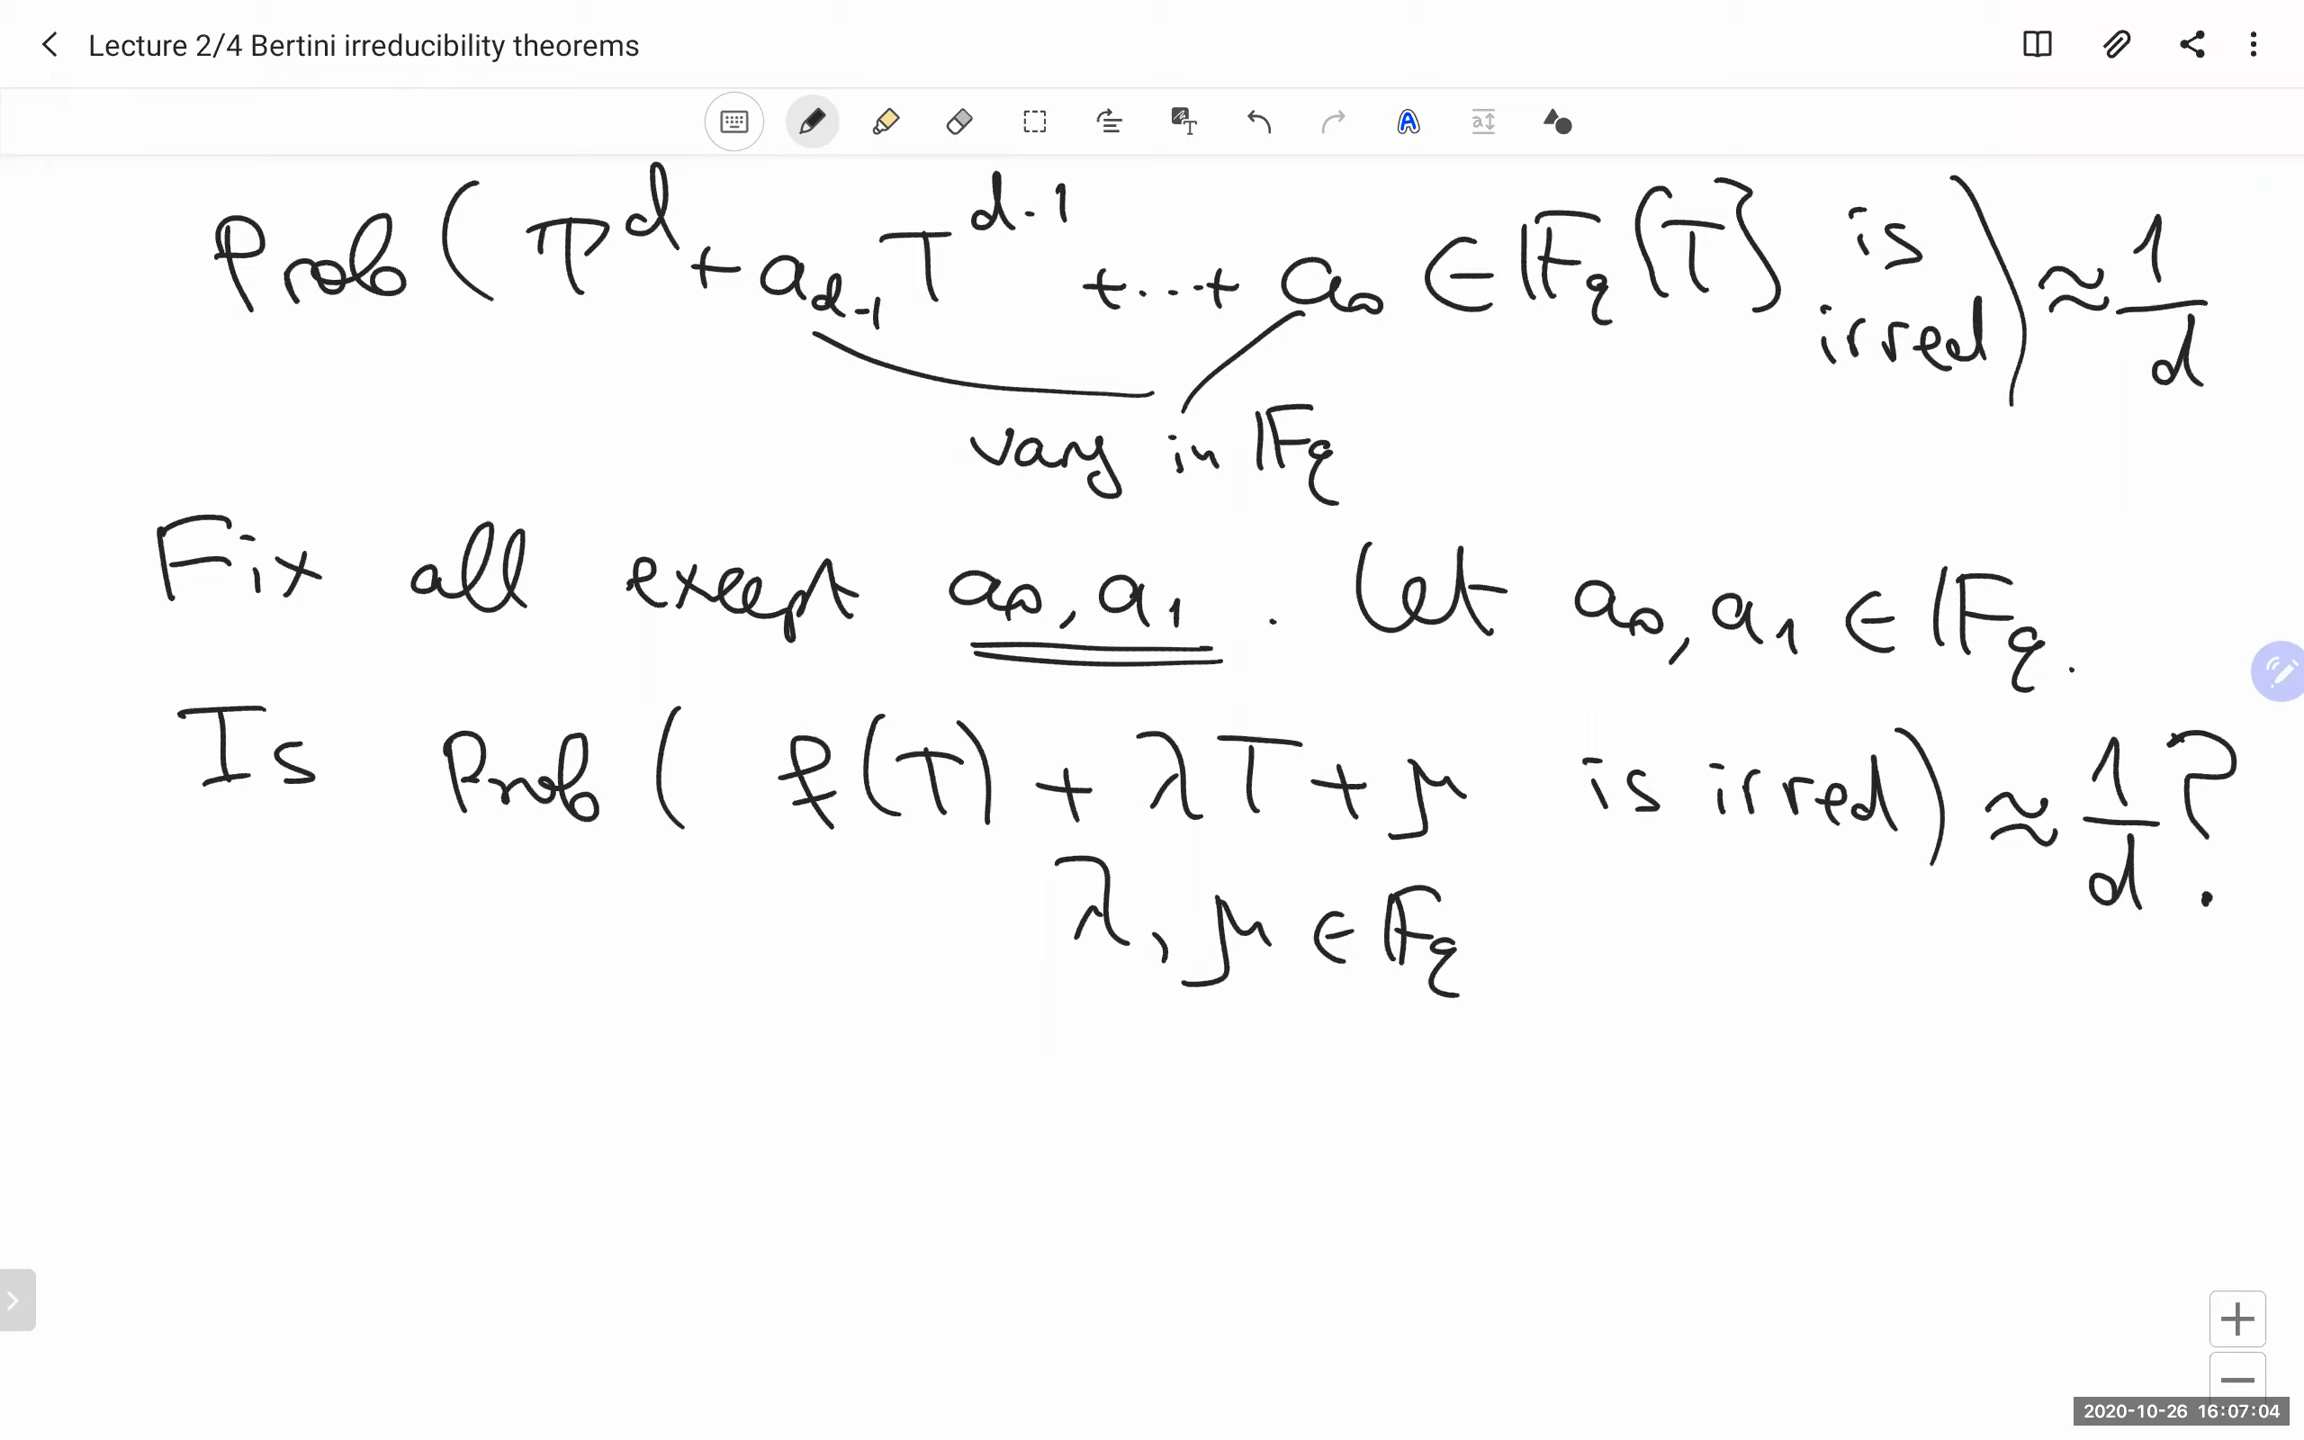 Lecture 2/4 Bertini irreducibility theorems
Prob ( T^d + a_{d-1} T^{d-1} + ... + a_0 ∈ 𝔽_q[T] is irred ) ≈ 1/d
vary in 𝔽_q
Fix all except a_0, a_1 . Let a_0, a_1 ∈ 𝔽_q.
Is Prob ( f(T) + λT + μ is irred ) ≈ 1/d ?
λ, μ ∈ 𝔽_q
2020-10-26 16:07:04